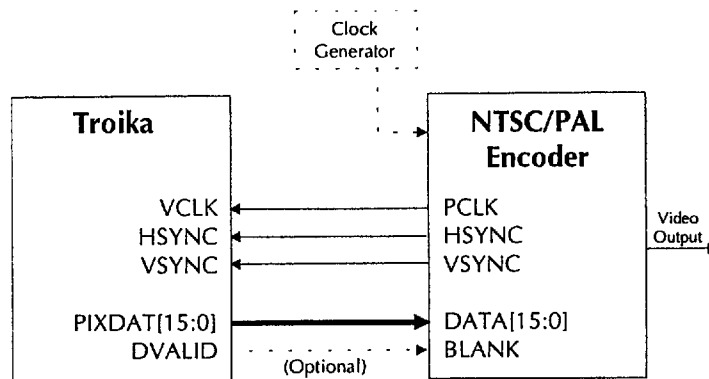 Clock
Generator
Troika
NTSC/PAL
Encoder
VCLK
PCLK
HSYNC
HSYNC
VSYNC
VSYNC
Video
Output
PIXDAT[15:0]
DATA[15:0]
DVALID
(Optional)
BLANK